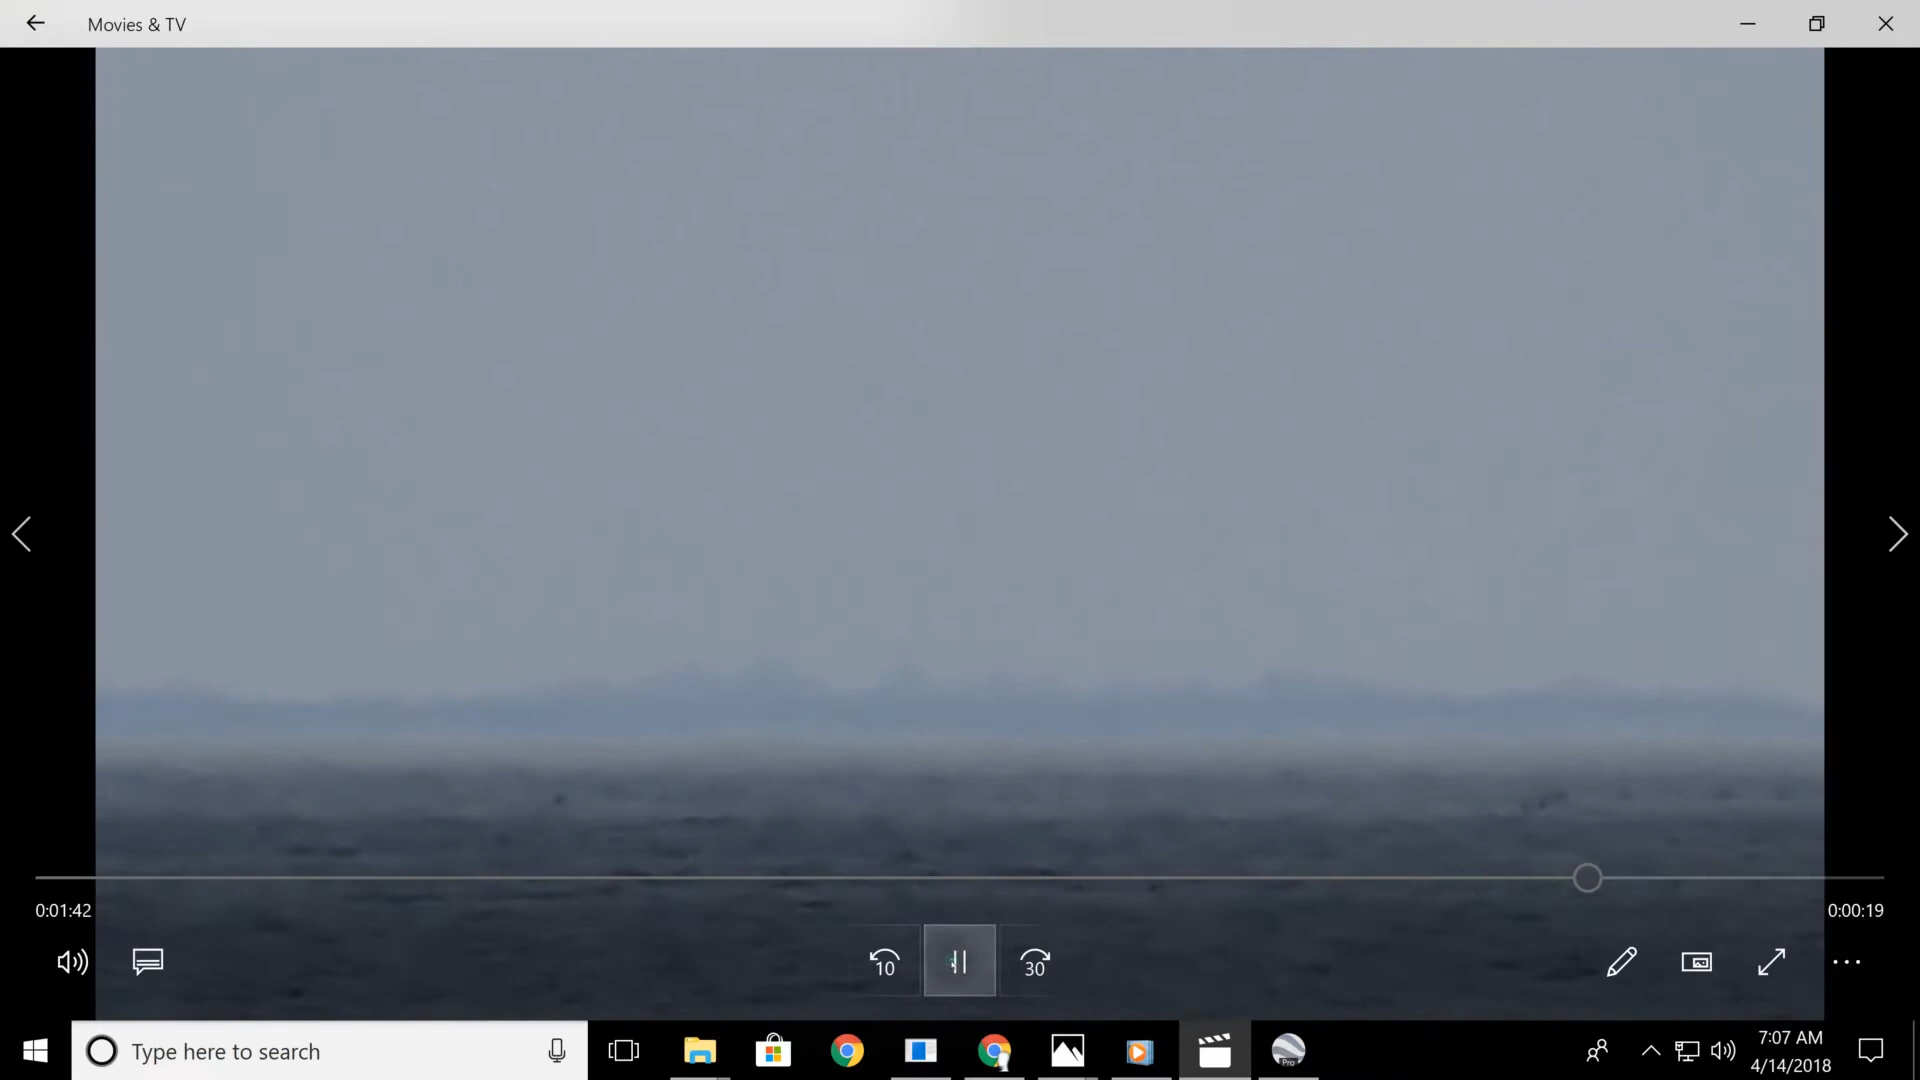 Movies & TV
0:01:42
0:00:19
10
30
Type here to search
Pro
7:07 AM
4/14/2018